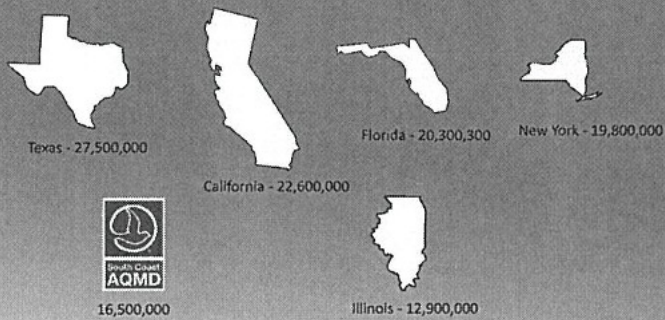 Texas - 27,500,000
California - 22,600,000
Florida - 20,300,300
New York - 19,800,000
South Coast
AQMD
16,500,000
Illinois - 12,900,000